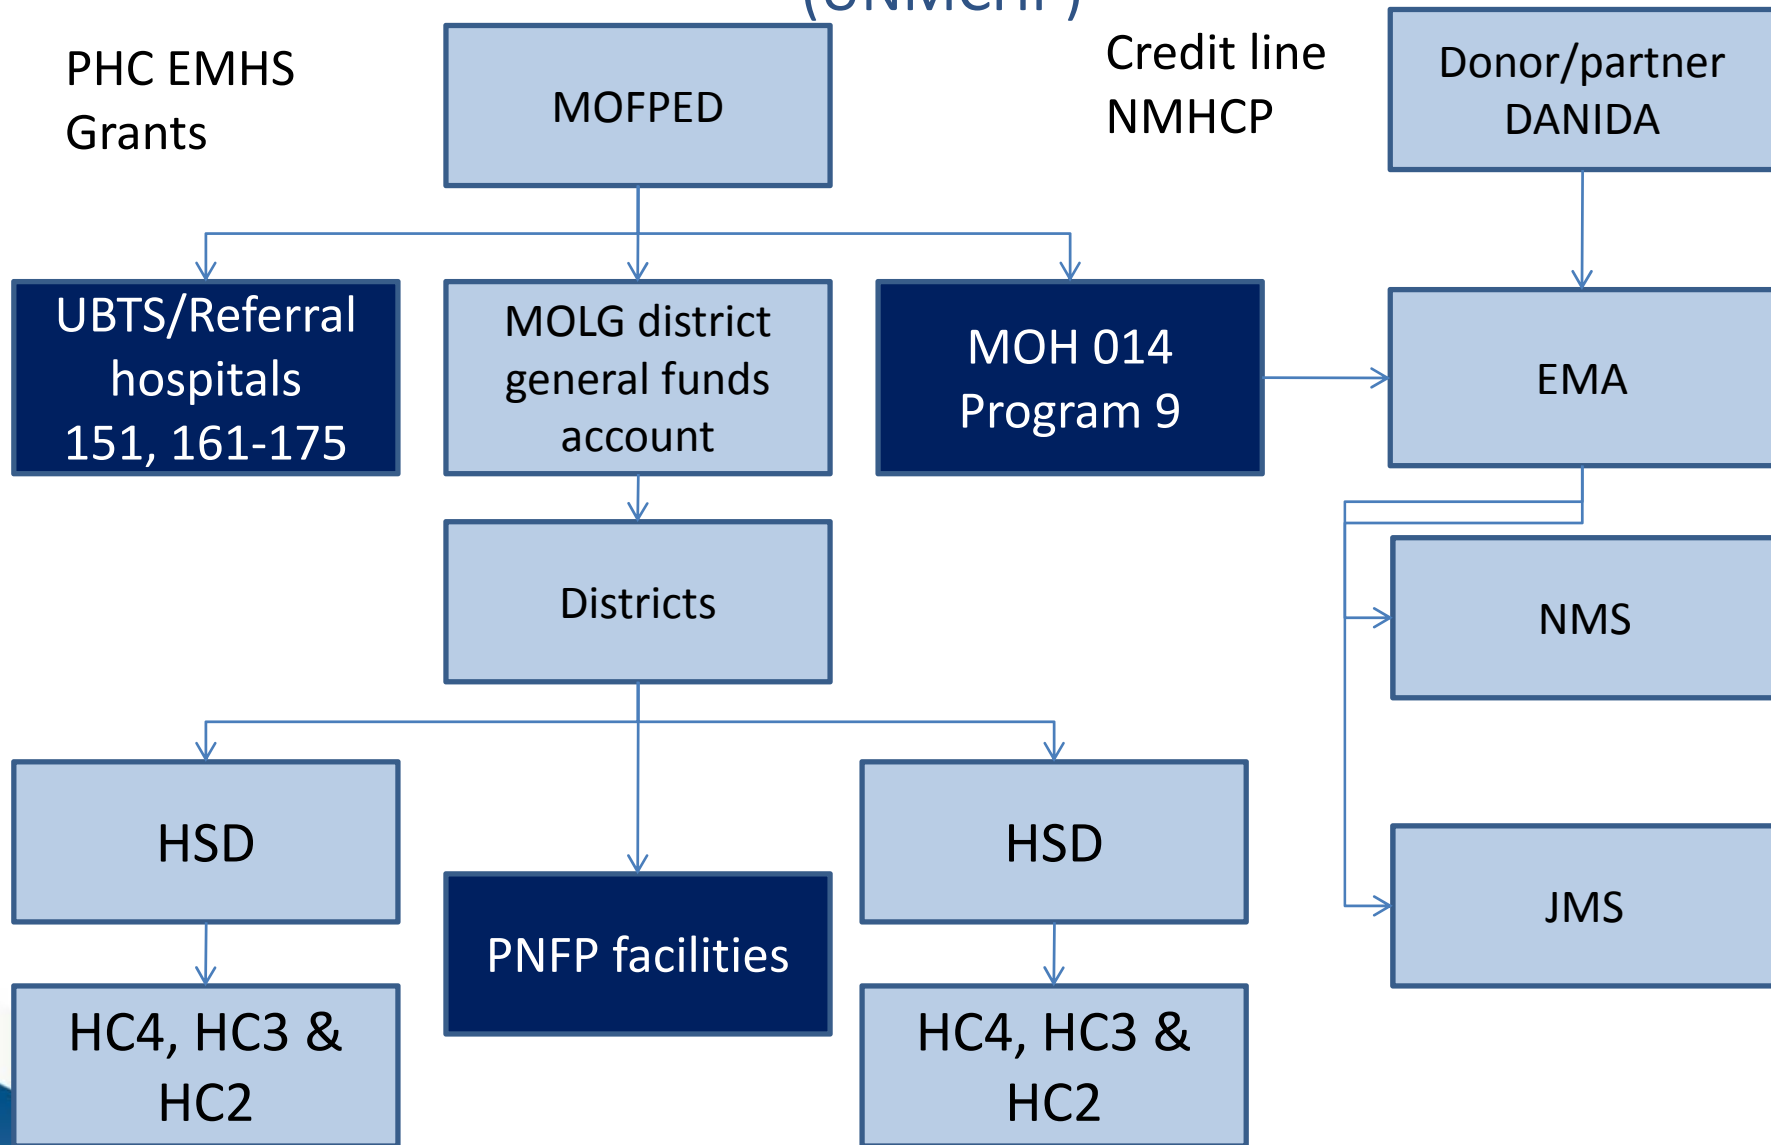 (UNMCHP)
PHC EMHS
Grants
MOFPED
Credit line
NMHCP
Donor/partner
DANIDA
UBTS/Referral
hospitals
151, 161-175
MOLG district
general funds
account
MOH 014
Program 9
EMA
Districts
NMS
HSD
HSD
JMS
PNFP facilities
HC4, HC3 &
HC2
HC4, HC3 &
HC2